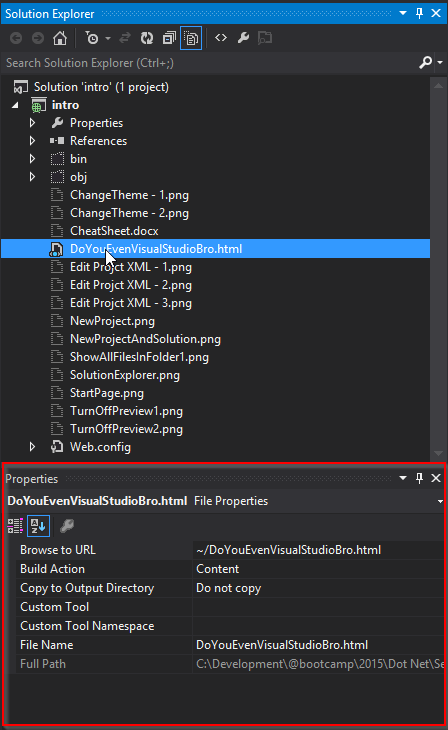 Solution Explorer
Search Solution Explorer (Ctrl+;)
Solution 'intro' (1 project)
intro
Properties
References
bin
obj
ChangeTheme - 1.png
ChangeTheme - 2.png
CheatSheet.docx
DoYouEvenVisualStudioBro.html
Edit Projct XML - 1.png
Edit Projct XML - 2.png
Edit Projct XML - 3.png
NewProject.png
NewProjectAndSolution.png
ShowAllFilesInFolder1.png
SolutionExplorer.png
StartPage.png
TurnOffPreview1.png
TurnOffPreview2.png
Web.config
Properties
DoYouEvenVisualStudioBro.html File Properties
Browse to URL ~/DoYouEvenVisualStudioBro.html
Build Action Content
Copy to Output Directory Do not copy
Custom Tool
Custom Tool Namespace
File Name DoYouEvenVisualStudioBro.html
Full Path C:\Development\@bootcamp\2015\Dot Net\Se